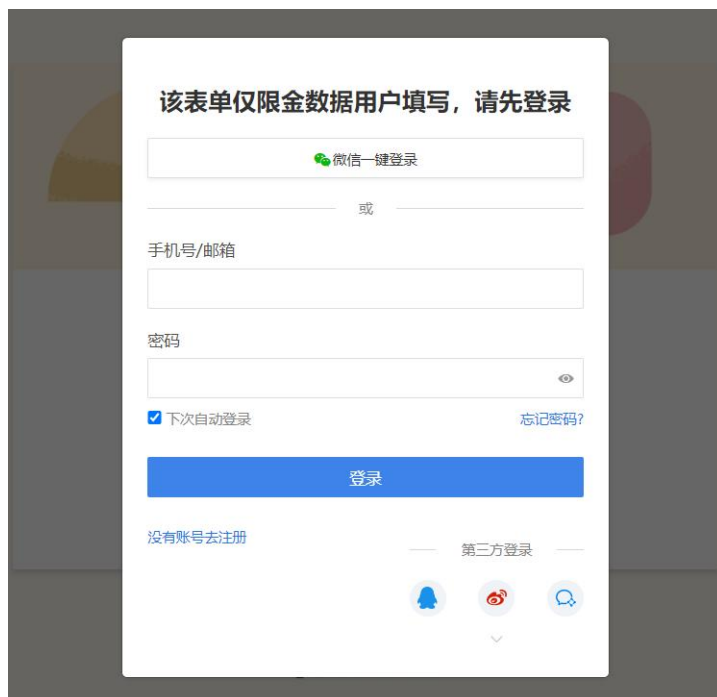 该表单仅限金数据用户填写，请先登录
微信一键登录
或
手机号/邮箱
密码
下次自动登录 忘记密码?
登录
没有账号去注册
第三方登录